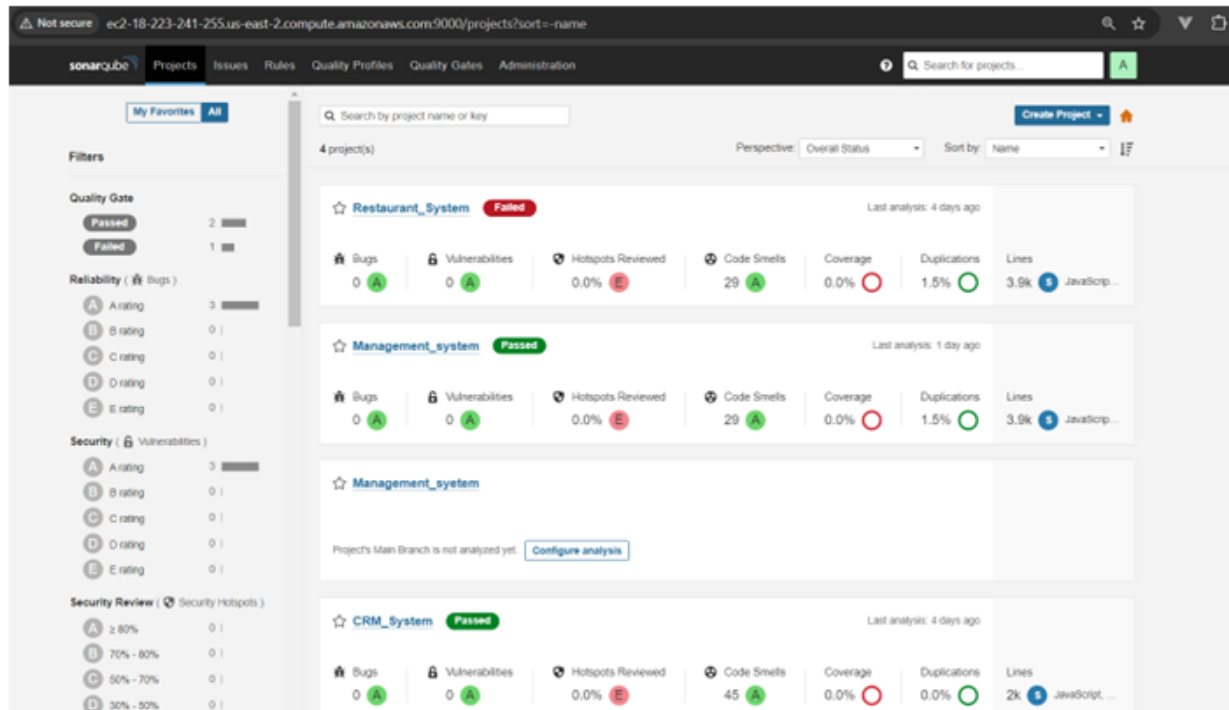 Not secure ec2-18-223-241-255.us-east-2.compute.amazonaws.com:9000/projects?sort=-name
sonarqube Projects Issues Rules Quality Profiles Quality Gates Administration ? Search for projects... A
My Favorites All
Search by project name or key Create Project
4 project(s) Perspective: Overall Status Sort by: Name
Filters
Quality Gate
Passed 2
Failed 1
Reliability ( Bugs )
A A rating 3
B B rating 0
C C rating 0
D D rating 0
E E rating 0
Security ( Vulnerabilities )
A A rating 3
B B rating 0
C C rating 0
D D rating 0
E E rating 0
Security Review ( Security Hotspots )
A ≥ 80% 0
B 70% - 80% 0
C 50% - 70% 0
D 30% - 50% 0
Restaurant_System Failed Last analysis: 4 days ago
Bugs Vulnerabilities Hotspots Reviewed Code Smells Coverage Duplications Lines
0 A 0 A 0.0% E 29 A 0.0% 1.5% 3.9k S JavaScrip...
Management_system Passed Last analysis: 1 day ago
Bugs Vulnerabilities Hotspots Reviewed Code Smells Coverage Duplications Lines
0 A 0 A 0.0% E 29 A 0.0% 1.5% 3.9k S JavaScrip...
Management_syetem
Project's Main Branch is not analyzed yet. Configure analysis
CRM_System Passed Last analysis: 4 days ago
Bugs Vulnerabilities Hotspots Reviewed Code Smells Coverage Duplications Lines
0 A 0 A 0.0% E 45 A 0.0% 0.0% 2k S JavaScript, ...